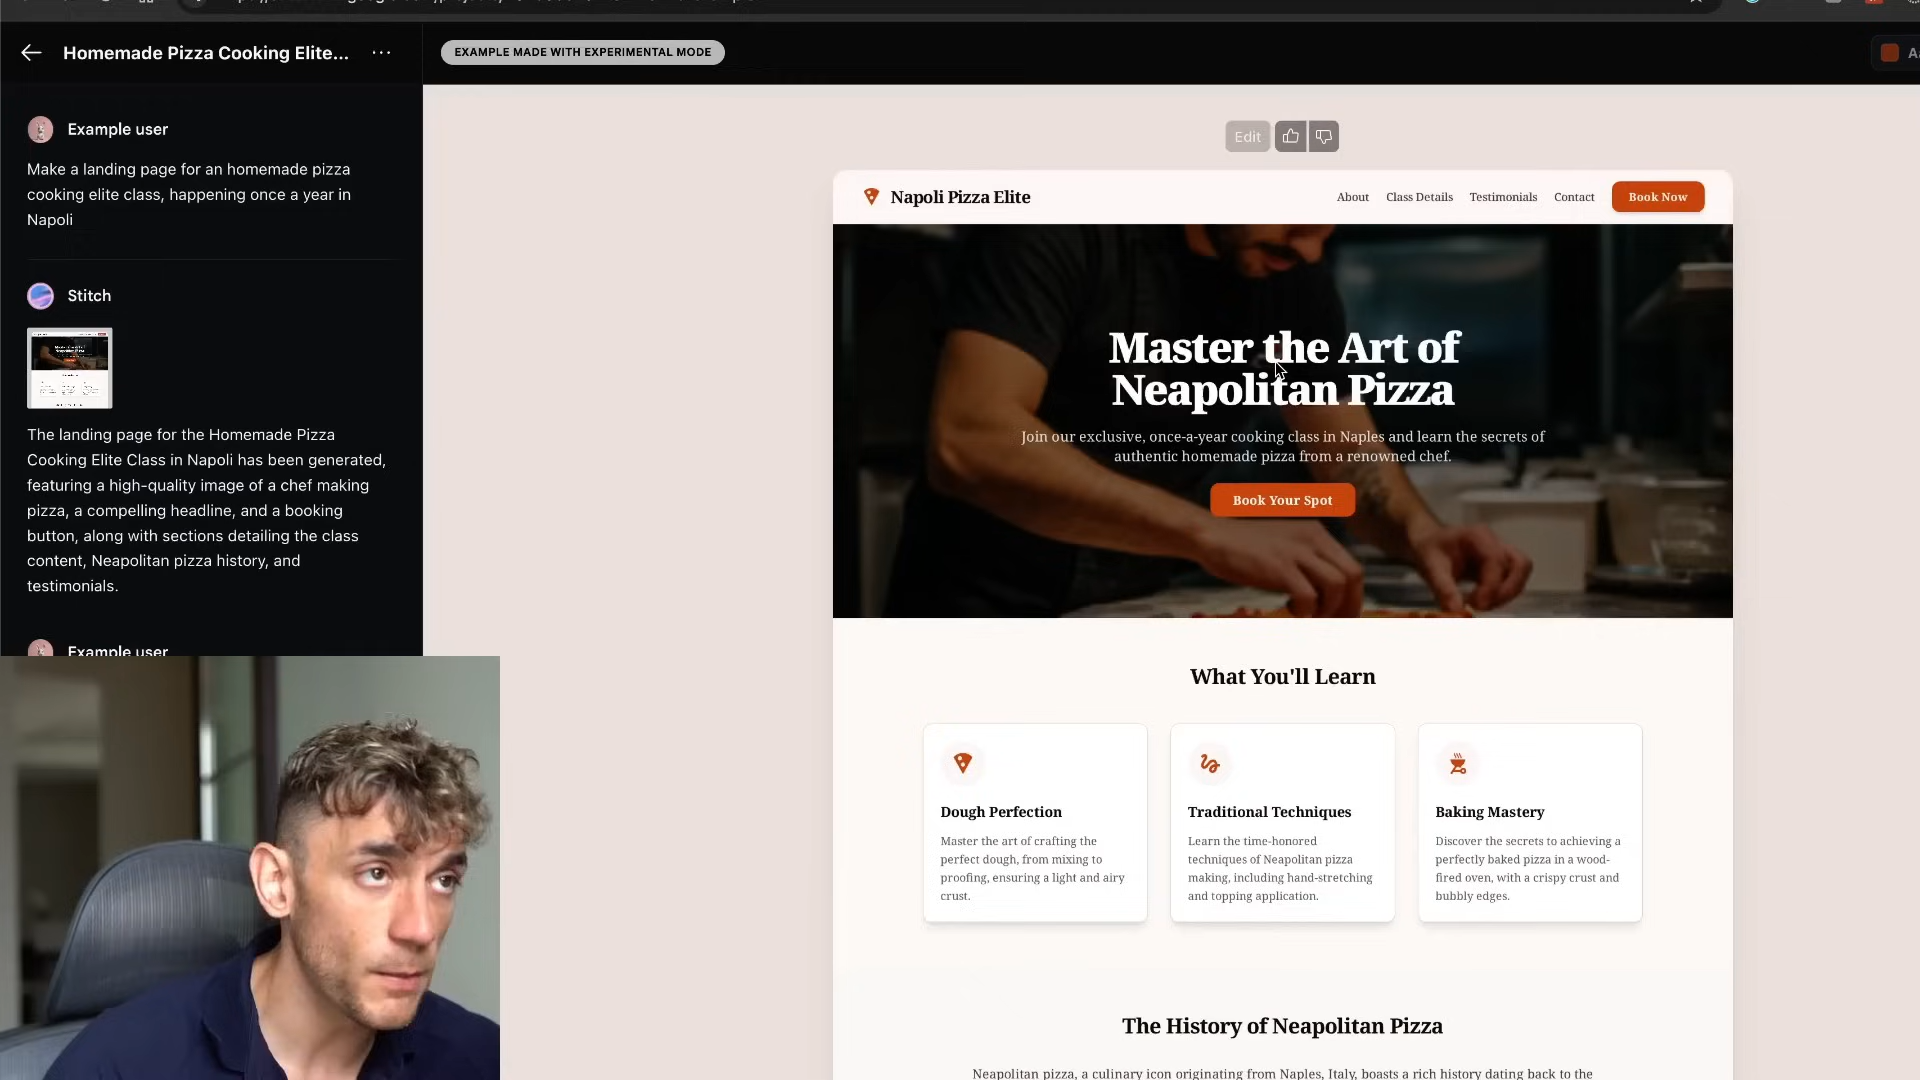 Homemade Pizza Cooking Elite...
EXAMPLE MADE WITH EXPERIMENTAL MODE
Example user
Make a landing page for an homemade pizza
cooking elite class, happening once a year in
Napoli
Stitch
The landing page for the Homemade Pizza
Cooking Elite Class in Napoli has been generated,
featuring a high-quality image of a chef making
pizza, a compelling headline, and a booking
button, along with sections detailing the class
content, Neapolitan pizza history, and
testimonials.
Example user
Edit
Napoli Pizza Elite
About
Class Details
Testimonials
Contact
Book Now
Master the Art of
Neapolitan Pizza
Join our exclusive, once-a-year cooking class in Naples and learn the secrets of
authentic homemade pizza from a renowned chef.
Book Your Spot
What You'll Learn
Dough Perfection
Master the art of crafting the
perfect dough, from mixing to
proofing, ensuring a light and airy
crust.
Traditional Techniques
Learn the time-honored
techniques of Neapolitan pizza
making, including hand-stretching
and topping application.
Baking Mastery
Discover the secrets to achieving a
perfectly baked pizza in a wood-
fired oven, with a crispy crust and
bubbly edges.
The History of Neapolitan Pizza
Neapolitan pizza, a culinary icon originating from Naples, Italy, boasts a rich history dating back to the